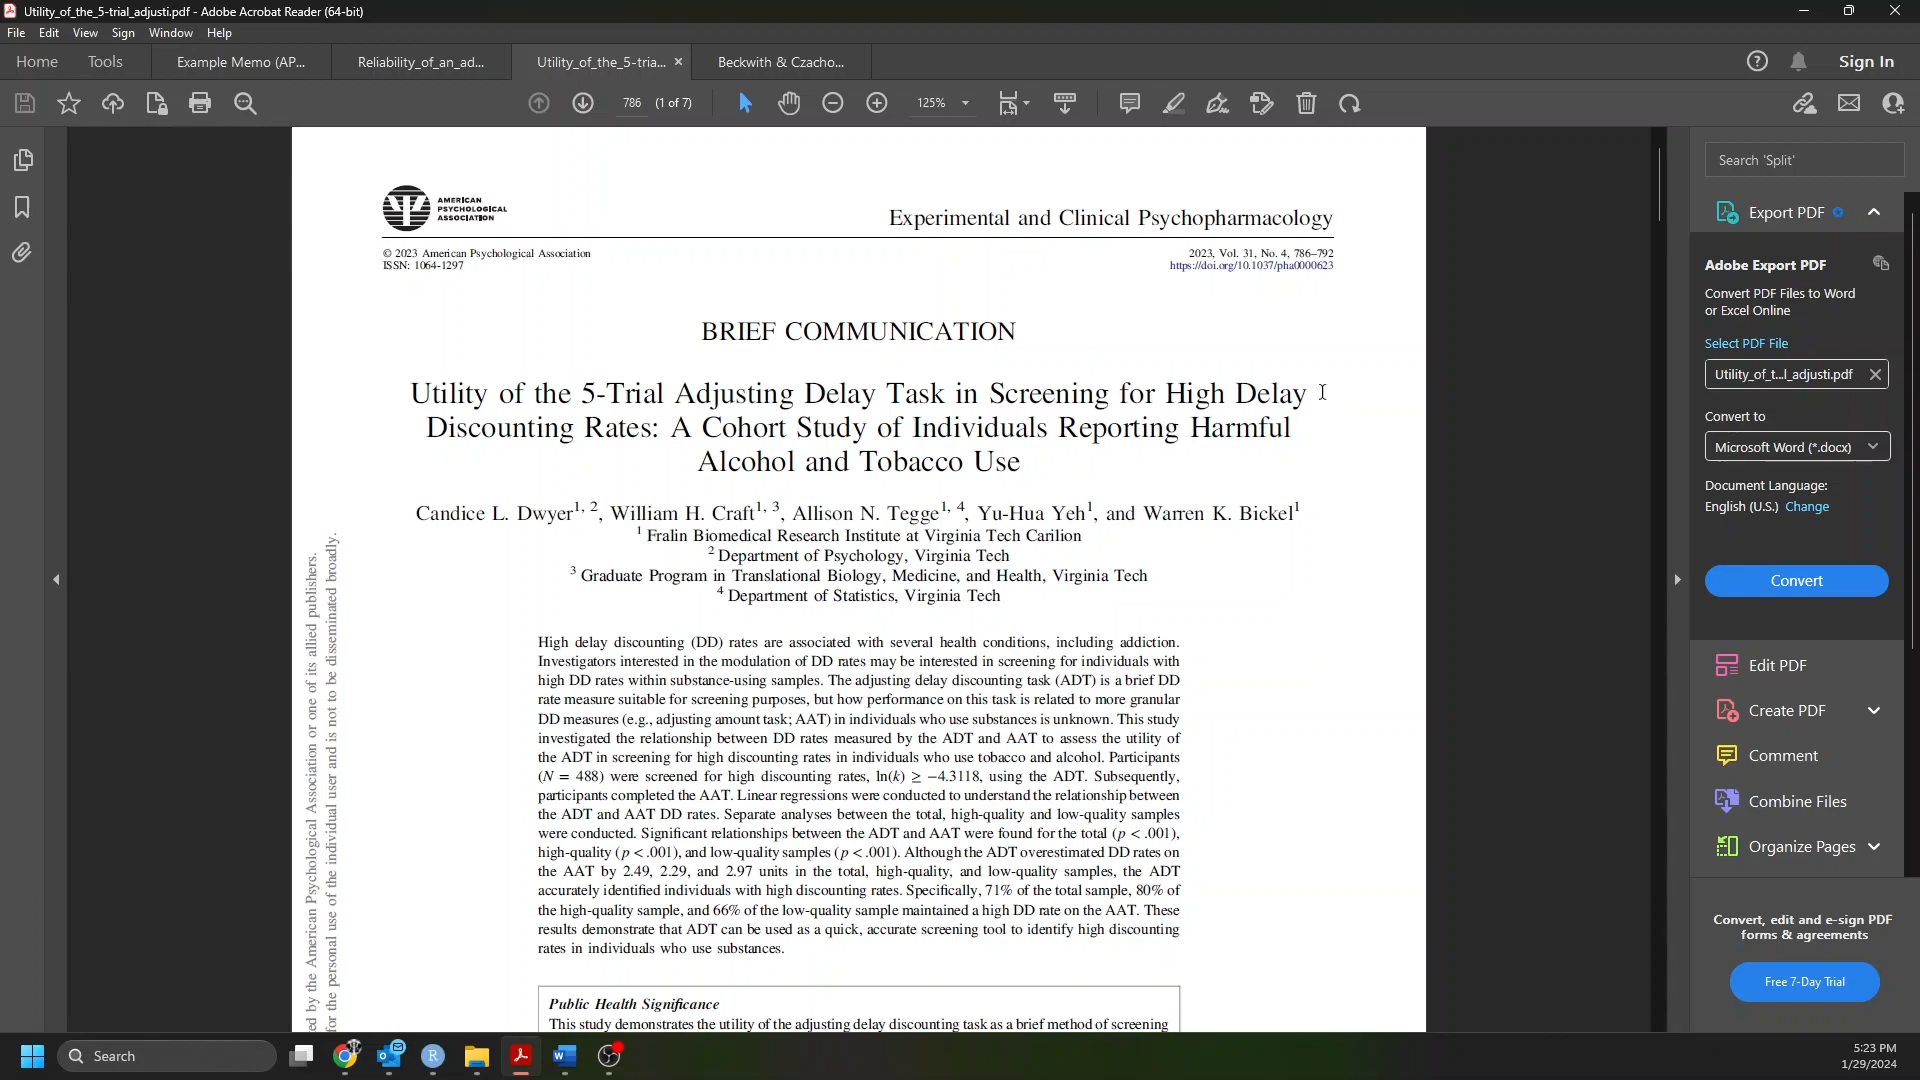 Utility_of_the_5-trial_adjusti.pdf - Adobe Acrobat Reader (64-bit)
File Edit View Sign Window Help
Home Tools Example Memo (AP... Reliability_of_an_ad... Utility_of_the_5-tria... × Beckwith & Czacho... Sign In
786 (1 of 7) 125%
AMERICAN
PSYCHOLOGICAL
ASSOCIATION
Experimental and Clinical Psychopharmacology
© 2023 American Psychological Association
ISSN: 1064-1297
2023, Vol. 31, No. 4, 786–792
https://doi.org/10.1037/pha0000623
BRIEF COMMUNICATION
Utility of the 5-Trial Adjusting Delay Task in Screening for High Delay
Discounting Rates: A Cohort Study of Individuals Reporting Harmful
Alcohol and Tobacco Use
Candice L. Dwyer1, 2, William H. Craft1, 3, Allison N. Tegge1, 4, Yu-Hua Yeh1, and Warren K. Bickel1
1 Fralin Biomedical Research Institute at Virginia Tech Carilion
2 Department of Psychology, Virginia Tech
3 Graduate Program in Translational Biology, Medicine, and Health, Virginia Tech
4 Department of Statistics, Virginia Tech
High delay discounting (DD) rates are associated with several health conditions, including addiction.
Investigators interested in the modulation of DD rates may be interested in screening for individuals with
high DD rates within substance-using samples. The adjusting delay discounting task (ADT) is a brief DD
rate measure suitable for screening purposes, but how performance on this task is related to more granular
DD measures (e.g., adjusting amount task; AAT) in individuals who use substances is unknown. This study
investigated the relationship between DD rates measured by the ADT and AAT to assess the utility of
the ADT in screening for high discounting rates in individuals who use tobacco and alcohol. Participants
(N = 488) were screened for high discounting rates, ln(k) ≥ −4.3118, using the ADT. Subsequently,
participants completed the AAT. Linear regressions were conducted to understand the relationship between
the ADT and AAT DD rates. Separate analyses between the total, high-quality and low-quality samples
were conducted. Significant relationships between the ADT and AAT were found for the total (p < .001),
high-quality (p < .001), and low-quality samples (p < .001). Although the ADT overestimated DD rates on
the AAT by 2.49, 2.29, and 2.97 units in the total, high-quality, and low-quality samples, the ADT
accurately identified individuals with high discounting rates. Specifically, 71% of the total sample, 80% of
the high-quality sample, and 66% of the low-quality sample maintained a high DD rate on the AAT. These
results demonstrate that ADT can be used as a quick, accurate screening tool to identify high discounting
rates in individuals who use substances.
Public Health Significance
This study demonstrates the utility of the adjusting delay discounting task as a brief method of screening
ed by the American Psychological Association or one of its allied publishers.
for the personal use of the individual user and is not to be disseminated broadly.
Search 'Split'
Export PDF
Adobe Export PDF
Convert PDF Files to Word
or Excel Online
Select PDF File
Utility_of_t...l_adjusti.pdf
Convert to
Microsoft Word (*.docx)
Document Language:
English (U.S.) Change
Convert
Edit PDF
Create PDF
Comment
Combine Files
Organize Pages
Convert, edit and e-sign PDF
forms & agreements
Free 7-Day Trial
Search
5:23 PM
1/29/2024